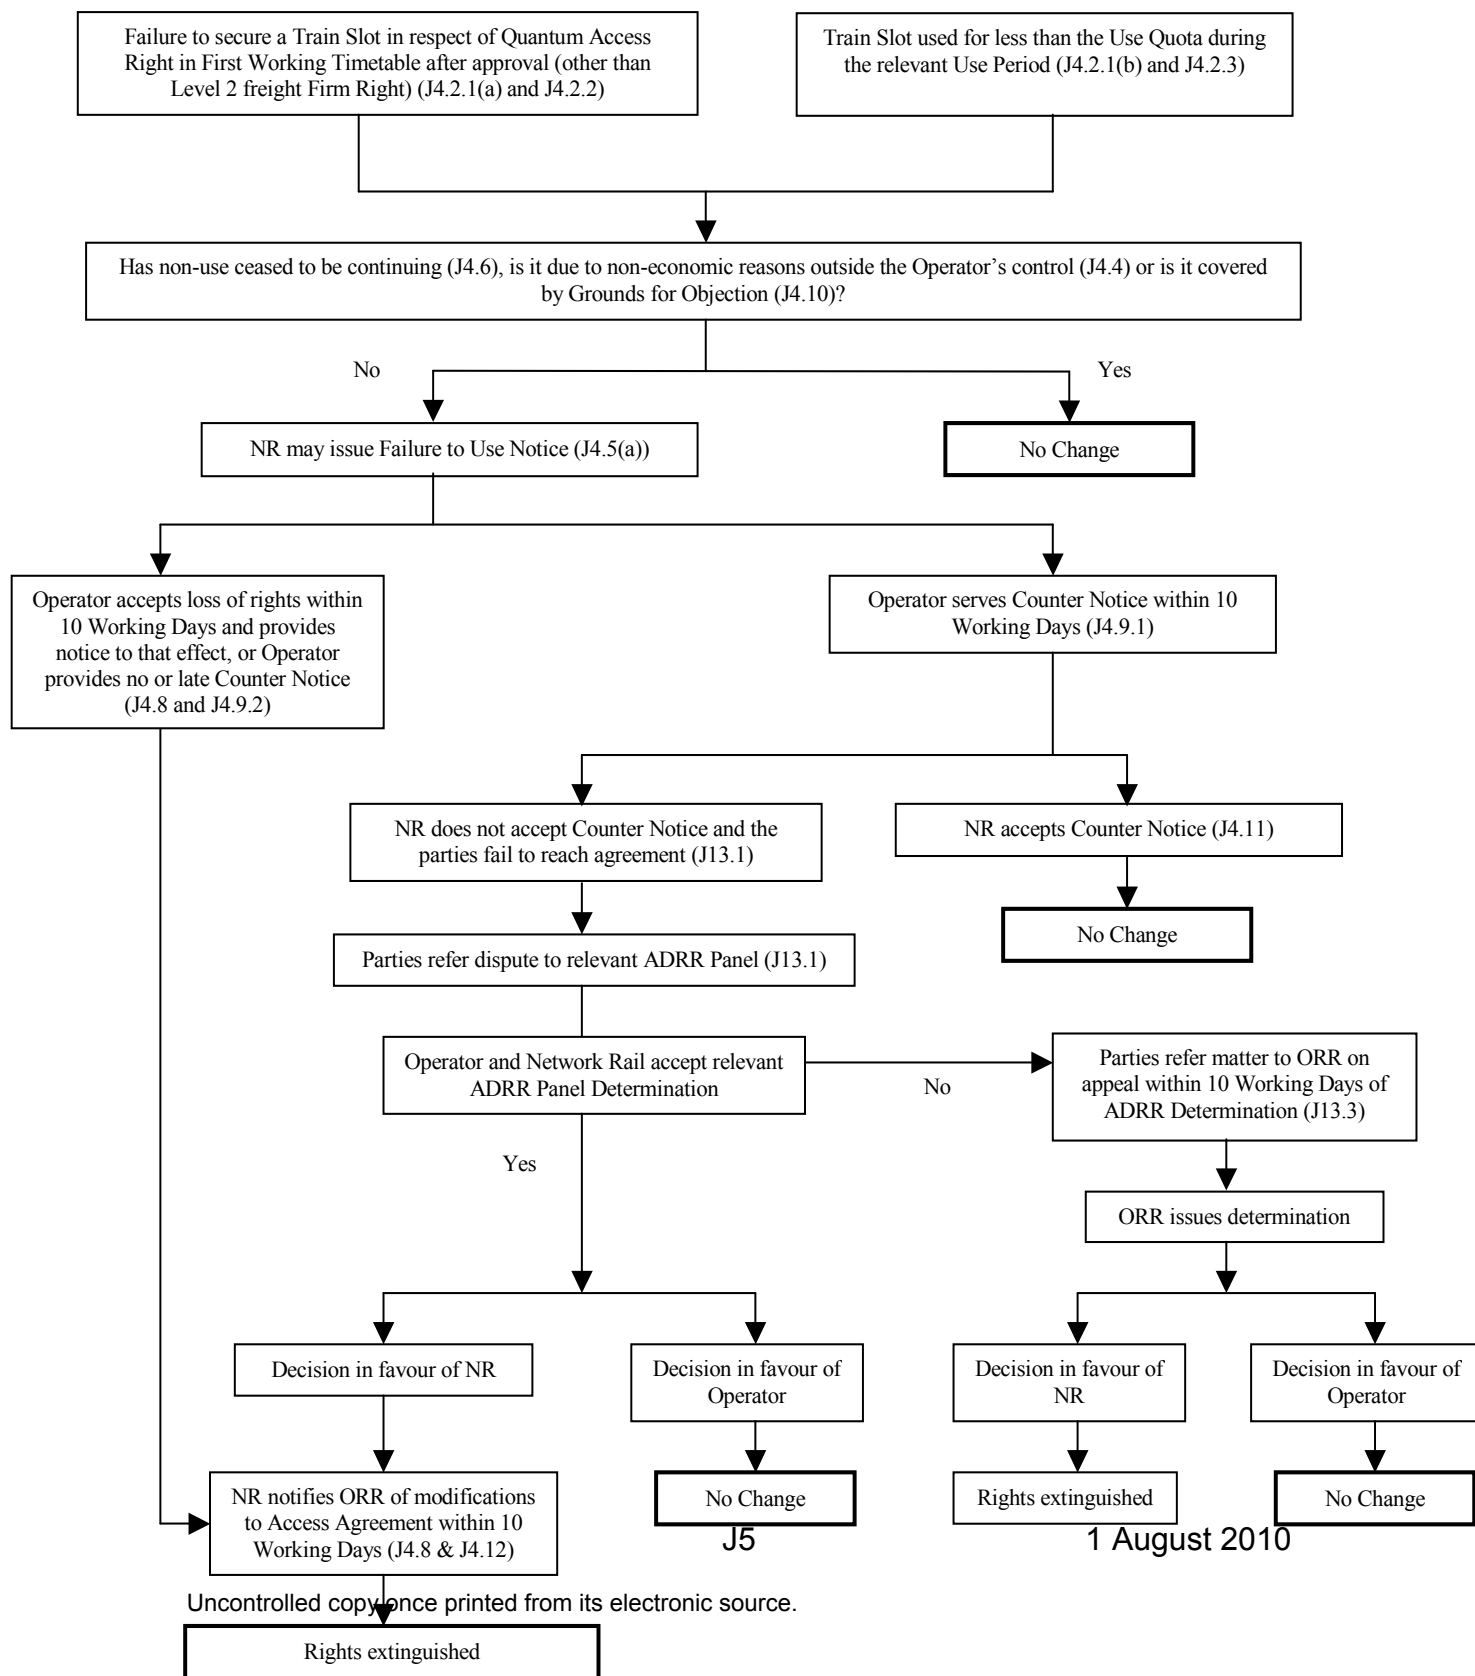 Failure to secure a Train Slot in respect of Quantum Access
Right in First Working Timetable after approval (other than
Level 2 freight Firm Right) (J4.2.1(a) and J4.2.2)
Train Slot used for less than the Use Quota during
the relevant Use Period (J4.2.1(b) and J4.2.3)
Has non-use ceased to be continuing (J4.6), is it due to non-economic reasons outside the Operator’s control (J4.4) or is it covered
by Grounds for Objection (J4.10)?
No
Yes
NR may issue Failure to Use Notice (J4.5(a))
No Change
Operator accepts loss of rights within
10 Working Days and provides
notice to that effect, or Operator
provides no or late Counter Notice
(J4.8 and J4.9.2)
Operator serves Counter Notice within 10
Working Days (J4.9.1)
NR does not accept Counter Notice and the
parties fail to reach agreement (J13.1)
NR accepts Counter Notice (J4.11)
No Change
Parties refer dispute to relevant ADRR Panel (J13.1)
Operator and Network Rail accept relevant
ADRR Panel Determination
No
Parties refer matter to ORR on
appeal within 10 Working Days of
ADRR Determination (J13.3)
Yes
ORR issues determination
Decision in favour of NR
Decision in favour of
Operator
Decision in favour of
NR
Decision in favour of
Operator
NR notifies ORR of modifications
to Access Agreement within 10
Working Days (J4.8 & J4.12)
No Change
Rights extinguished
No Change
J5
1 August 2010
Uncontrolled copy once printed from its electronic source.
Rights extinguished